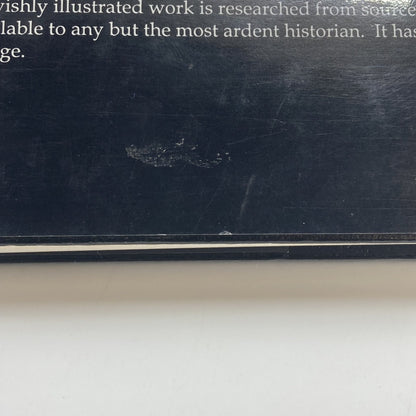 vishly illustrated work is researched from source
lable to any but the most ardent historian. It has
ge.